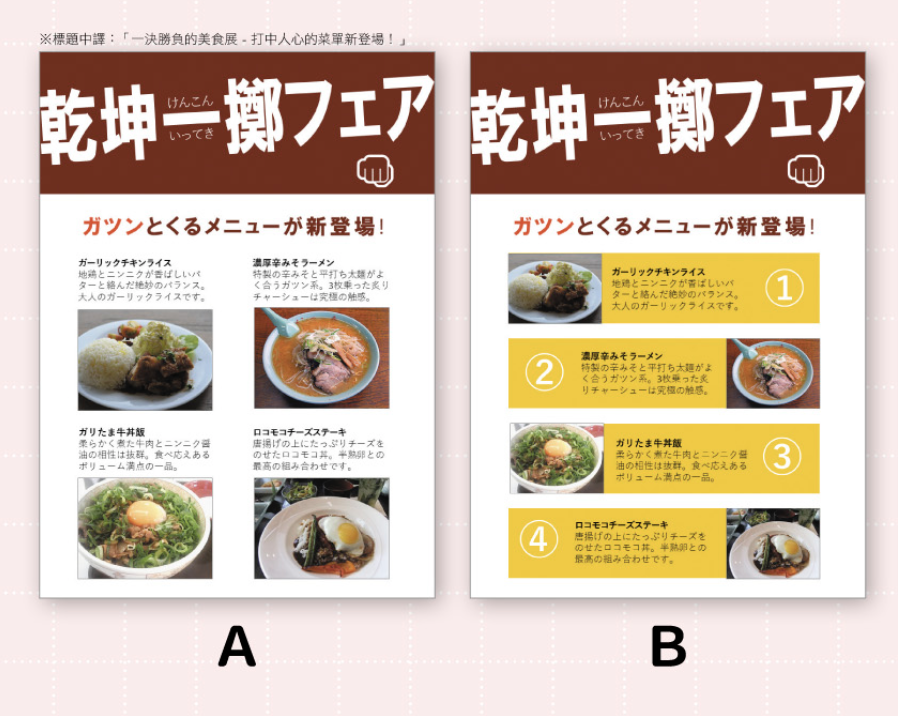 ※標題中譯：「一決勝負的美食展 - 打中人心的菜單新登場！」
乾坤一擲フェア
けんこん
いってき
ガツンとくるメニューが新登場!
ガーリックチキンライス
地鶏とニンニクが香ばしいバ
ターと絡んだ絶妙のバランス。
大人のガーリックライスです。
濃厚辛みそラーメン
特製の辛みそと平打ち太麺がよ
く合うガツン系。3枚乗った炙り
チャーシューは究極の触感。
ガリたま牛丼飯
柔らかく煮た牛肉とニンニク醤
油の相性は抜群。食べ応えある
ボリューム満点の一品。
ロコモコチーズステーキ
唐揚げの上にたっぷりチーズを
のせたロコモコ丼。半熟卵との
最高の組み合わせです。
A
乾坤一擲フェア
けんこん
いってき
ガツンとくるメニューが新登場!
ガーリックチキンライス
地鶏とニンニクが香ばしいバ
ターと絡んだ絶妙のバランス。
大人のガーリックライスです。
①
②
濃厚辛みそラーメン
特製の辛みそと平打ち太麺がよ
く合うガツン系。3枚乗った炙
りチャーシューは究極の触感。
ガリたま牛丼飯
柔らかく煮た牛肉とニンニク醤
油の相性は抜群。食べ応えある
ボリューム満点の一品。
③
④
ロコモコチーズステーキ
唐揚げの上にたっぷりチーズを
のせたロコモコ丼。半熟卵との
最高の組み合わせです。
B